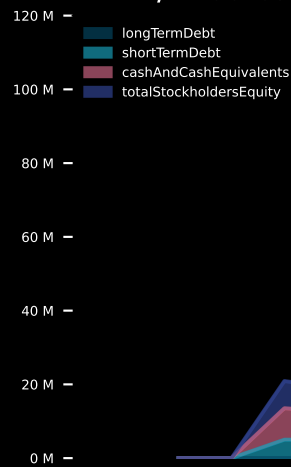 120 M
longTermDebt
shortTermDebt
100 M
cashAndCashEquivalents
totalStockholdersEquity
80 M
60 M
40 M
20 M
0 M